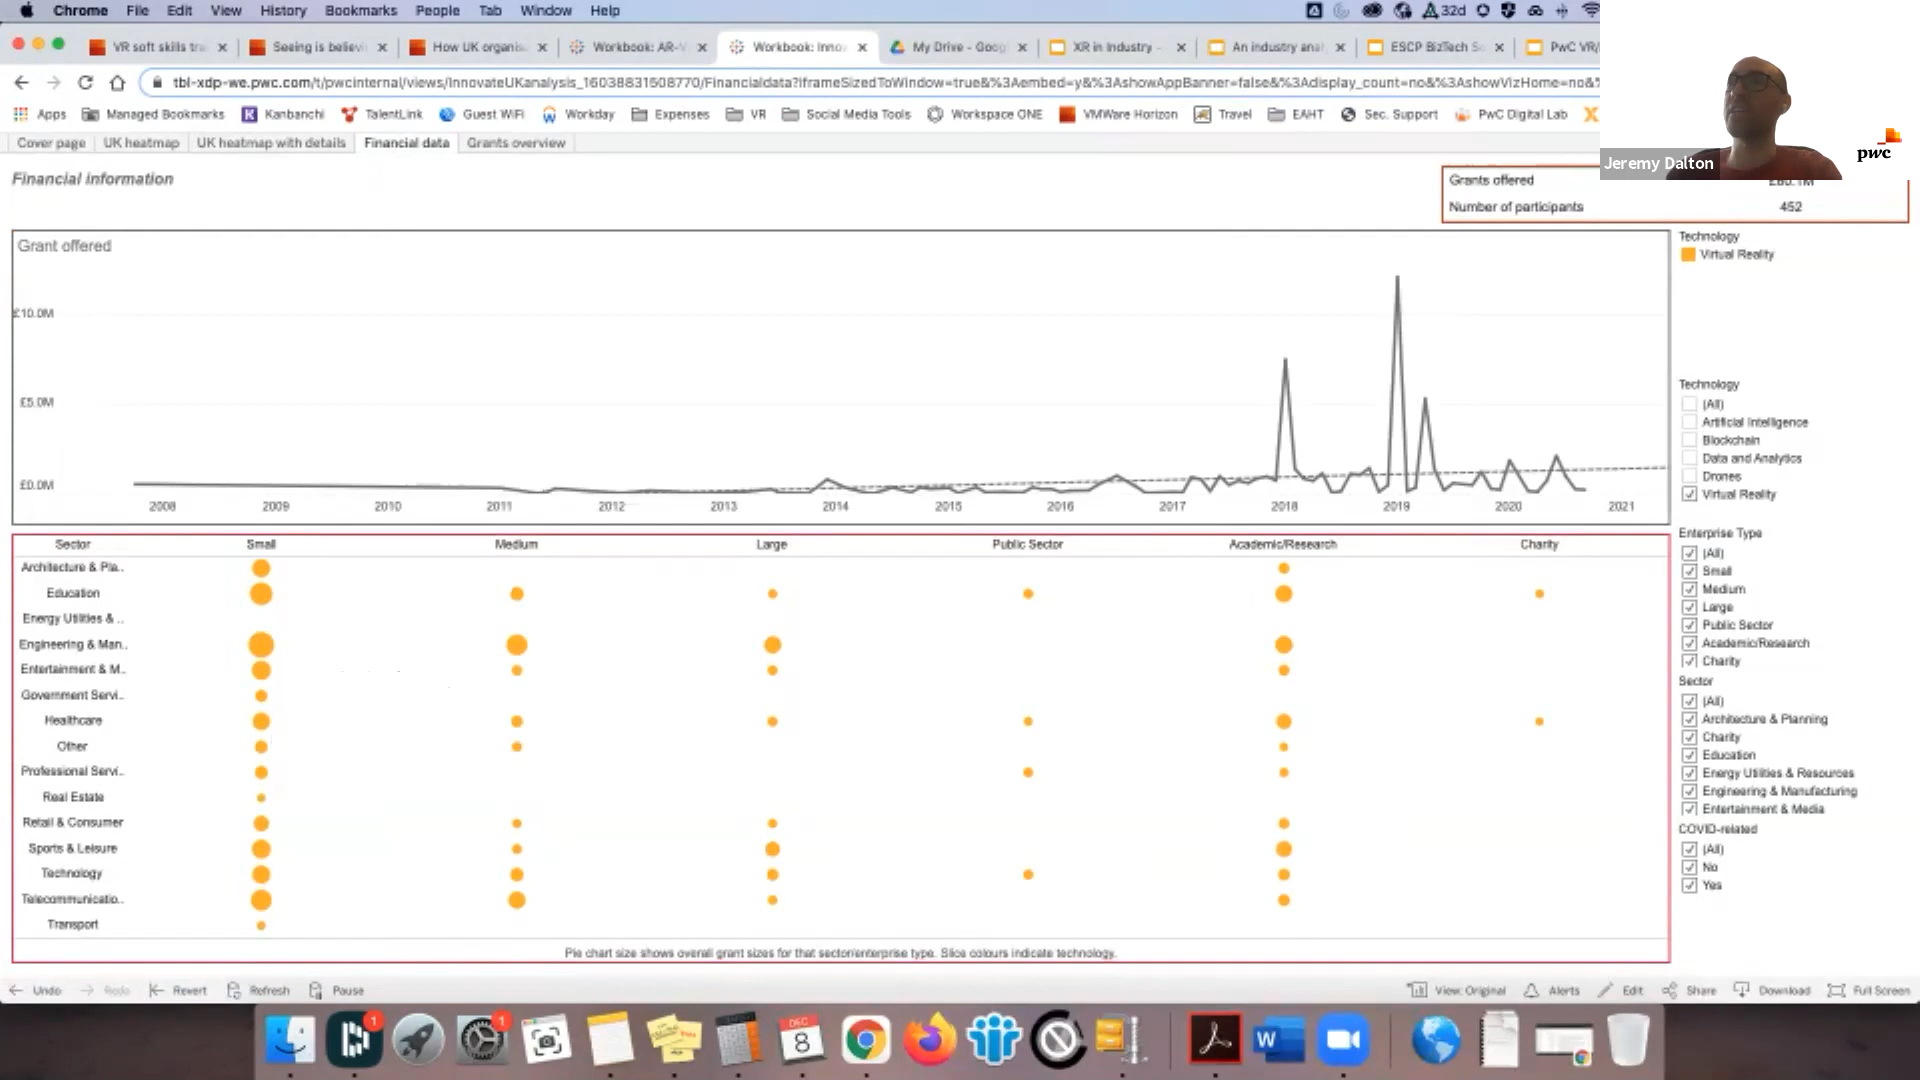 Chrome File Edit View History Bookmarks People Tab Window Help 32d
VR soft skills tra Seeing is believi How UK organis Workbook: AR-V Workbook: Inno My Drive - Goog XR in Industry - An industry anal ESCP BizTech S PwC VR/
tbl-xdp-we.pwc.com/t/pwcinternal/views/InnovateUKanalysis_16038831508770/Financialdata?iframeSizedToWindow=true&%3Aembed=y&%3AshowAppBanner=false&%3Adisplay_count=no&%3AshowVizHome=no&
Apps Managed Bookmarks Kanbanchi TalentLink Guest WiFi Workday Expenses VR Social Media Tools Workspace ONE VMWare Horizon Travel EAHT Sec. Support PwC Digital Lab
Jeremy Dalton
pwc
Cover page UK heatmap UK heatmap with details Financial data Grants overview
Financial information
Grants offered
Number of participants 452
Grant offered
£10.0M
£5.0M
£0.0M
2008 2009 2010 2011 2012 2013 2014 2015 2016 2017 2018 2019 2020 2021
Technology
Virtual Reality
Technology
(All)
Artificial Intelligence
Blockchain
Data and Analytics
Drones
Virtual Reality
Enterprise Type
(All)
Small
Medium
Large
Public Sector
Academic/Research
Charity
Sector
(All)
Architecture & Planning
Charity
Education
Energy Utilities & Resources
Engineering & Manufacturing
Entertainment & Media
COVID-related
(All)
No
Yes
Sector Small Medium Large Public Sector Academic/Research Charity
Architecture & Pla..
Education
Energy Utilities & ..
Engineering & Man..
Entertainment & M..
Government Servi..
Healthcare
Other
Professional Servi..
Real Estate
Retail & Consumer
Sports & Leisure
Technology
Telecommunicatio..
Transport
Pie chart size shows overall grant sizes for that sector/enterprise type. Slice colours indicate technology.
Undo Redo Revert Refresh Pause View: Original Alerts Edit Share Download Full Screen
1 1 DEC 8